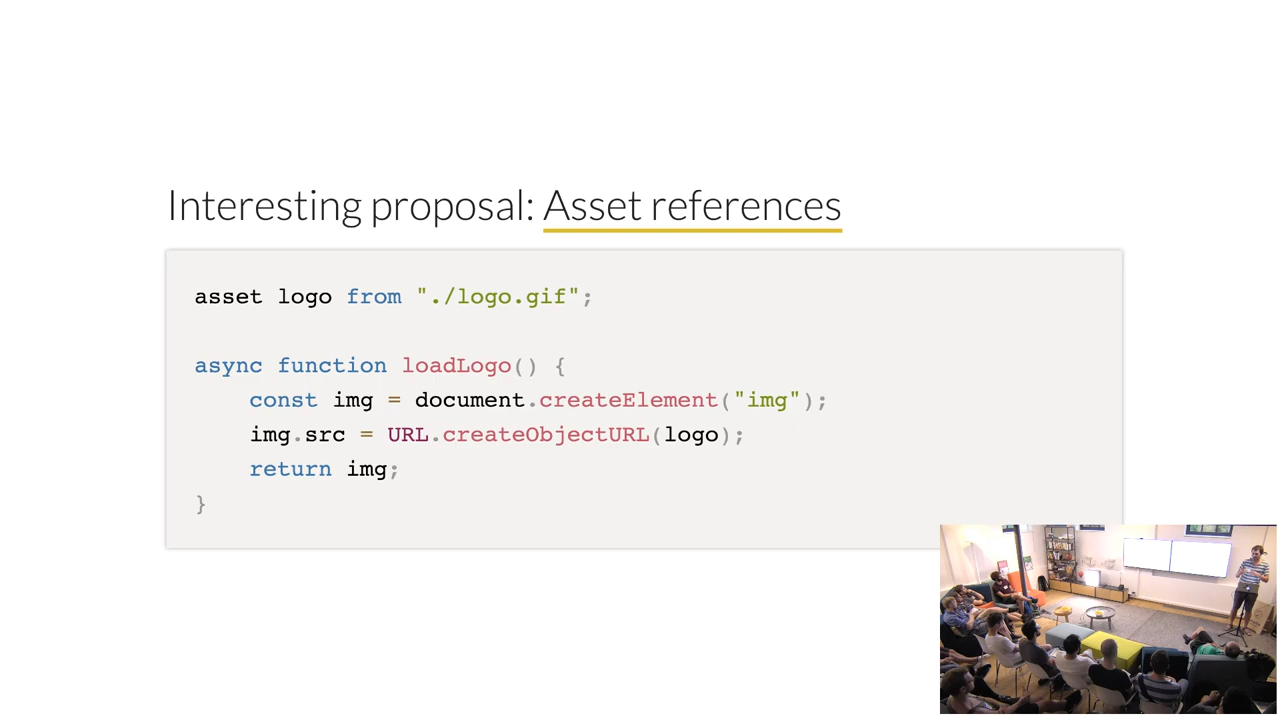 Interesting proposal: Asset references
asset logo from "./logo.gif";
async function loadLogo() {
    const img = document.createElement("img");
    img.src = URL.createObjectURL(logo);
    return img;
}